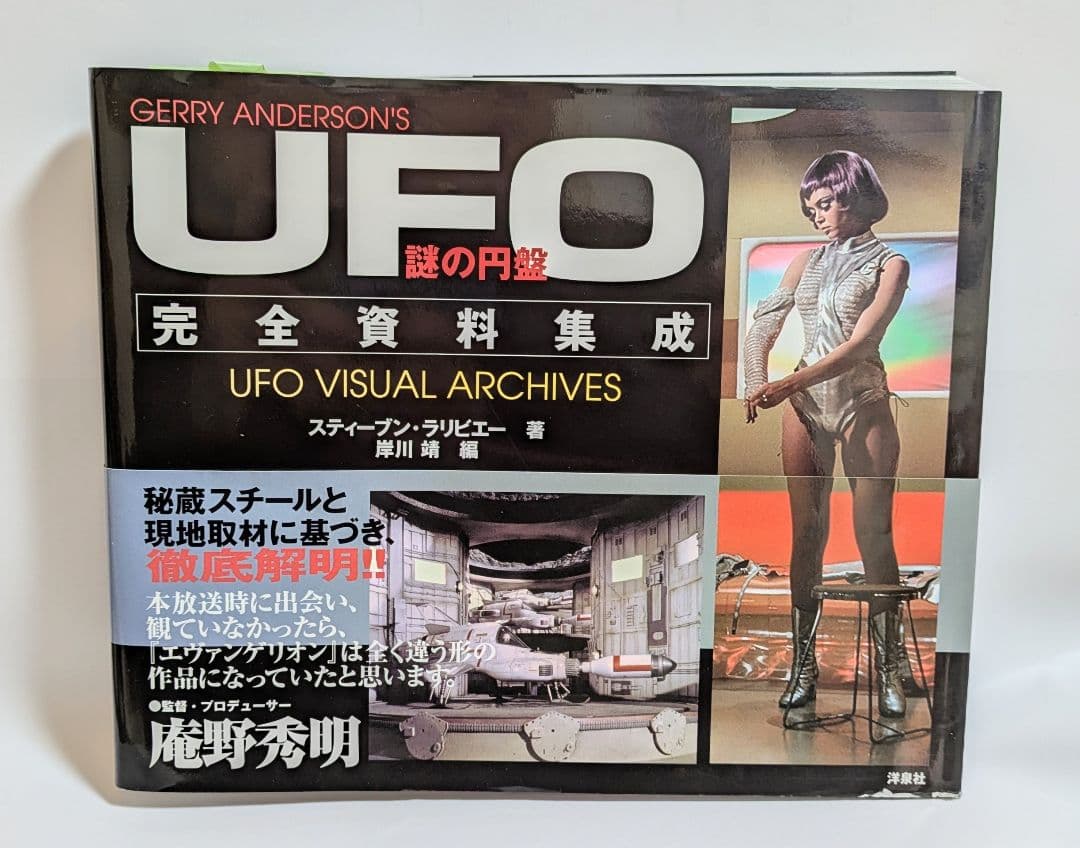 GERRY ANDERSON'S
UFO
謎の円盤
完全資料集成
UFO VISUAL ARCHIVES
スティーブン・ラリビエー 著
岸川 靖 編
秘蔵スチールと
現地取材に基づき、
徹底解明!!
本放送時に出会い、
観ていなかったら、
『エヴァンゲリオン』は全く違う形の
作品になっていたと思います。
●監督・プロデューサー
庵野秀明
洋泉社